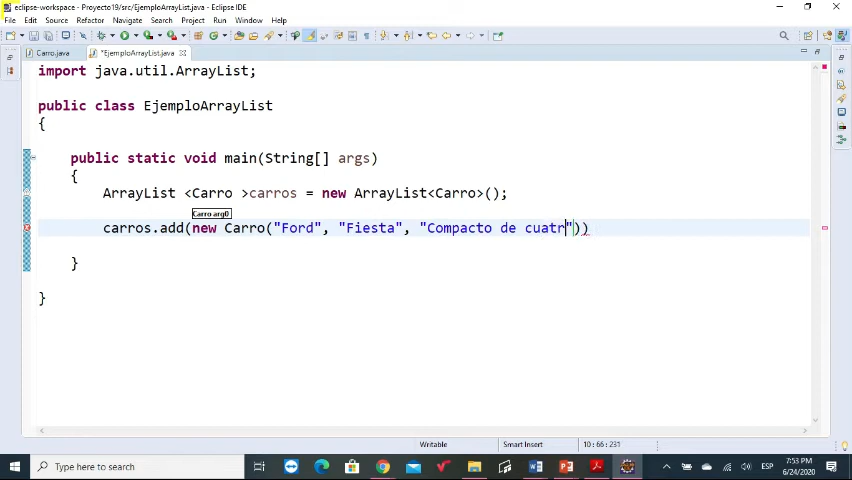 eclipse-workspace - Proyecto19/src/EjemploArrayList.java - Eclipse IDE
File Edit Source Refactor Navigate Search Project Run Window Help
Carro.java *EjemploArrayList.java
import java.util.ArrayList;
public class EjemploArrayList
{
public static void main(String[] args)
{
ArrayList <Carro >carros = new ArrayList<Carro>();
Carro arg0
carros.add(new Carro("Ford", "Fiesta", "Compacto de cuatr"))
}
}
Writable Smart Insert 10 : 66 : 231
Type here to search
ESP
7:53 PM
6/24/2020